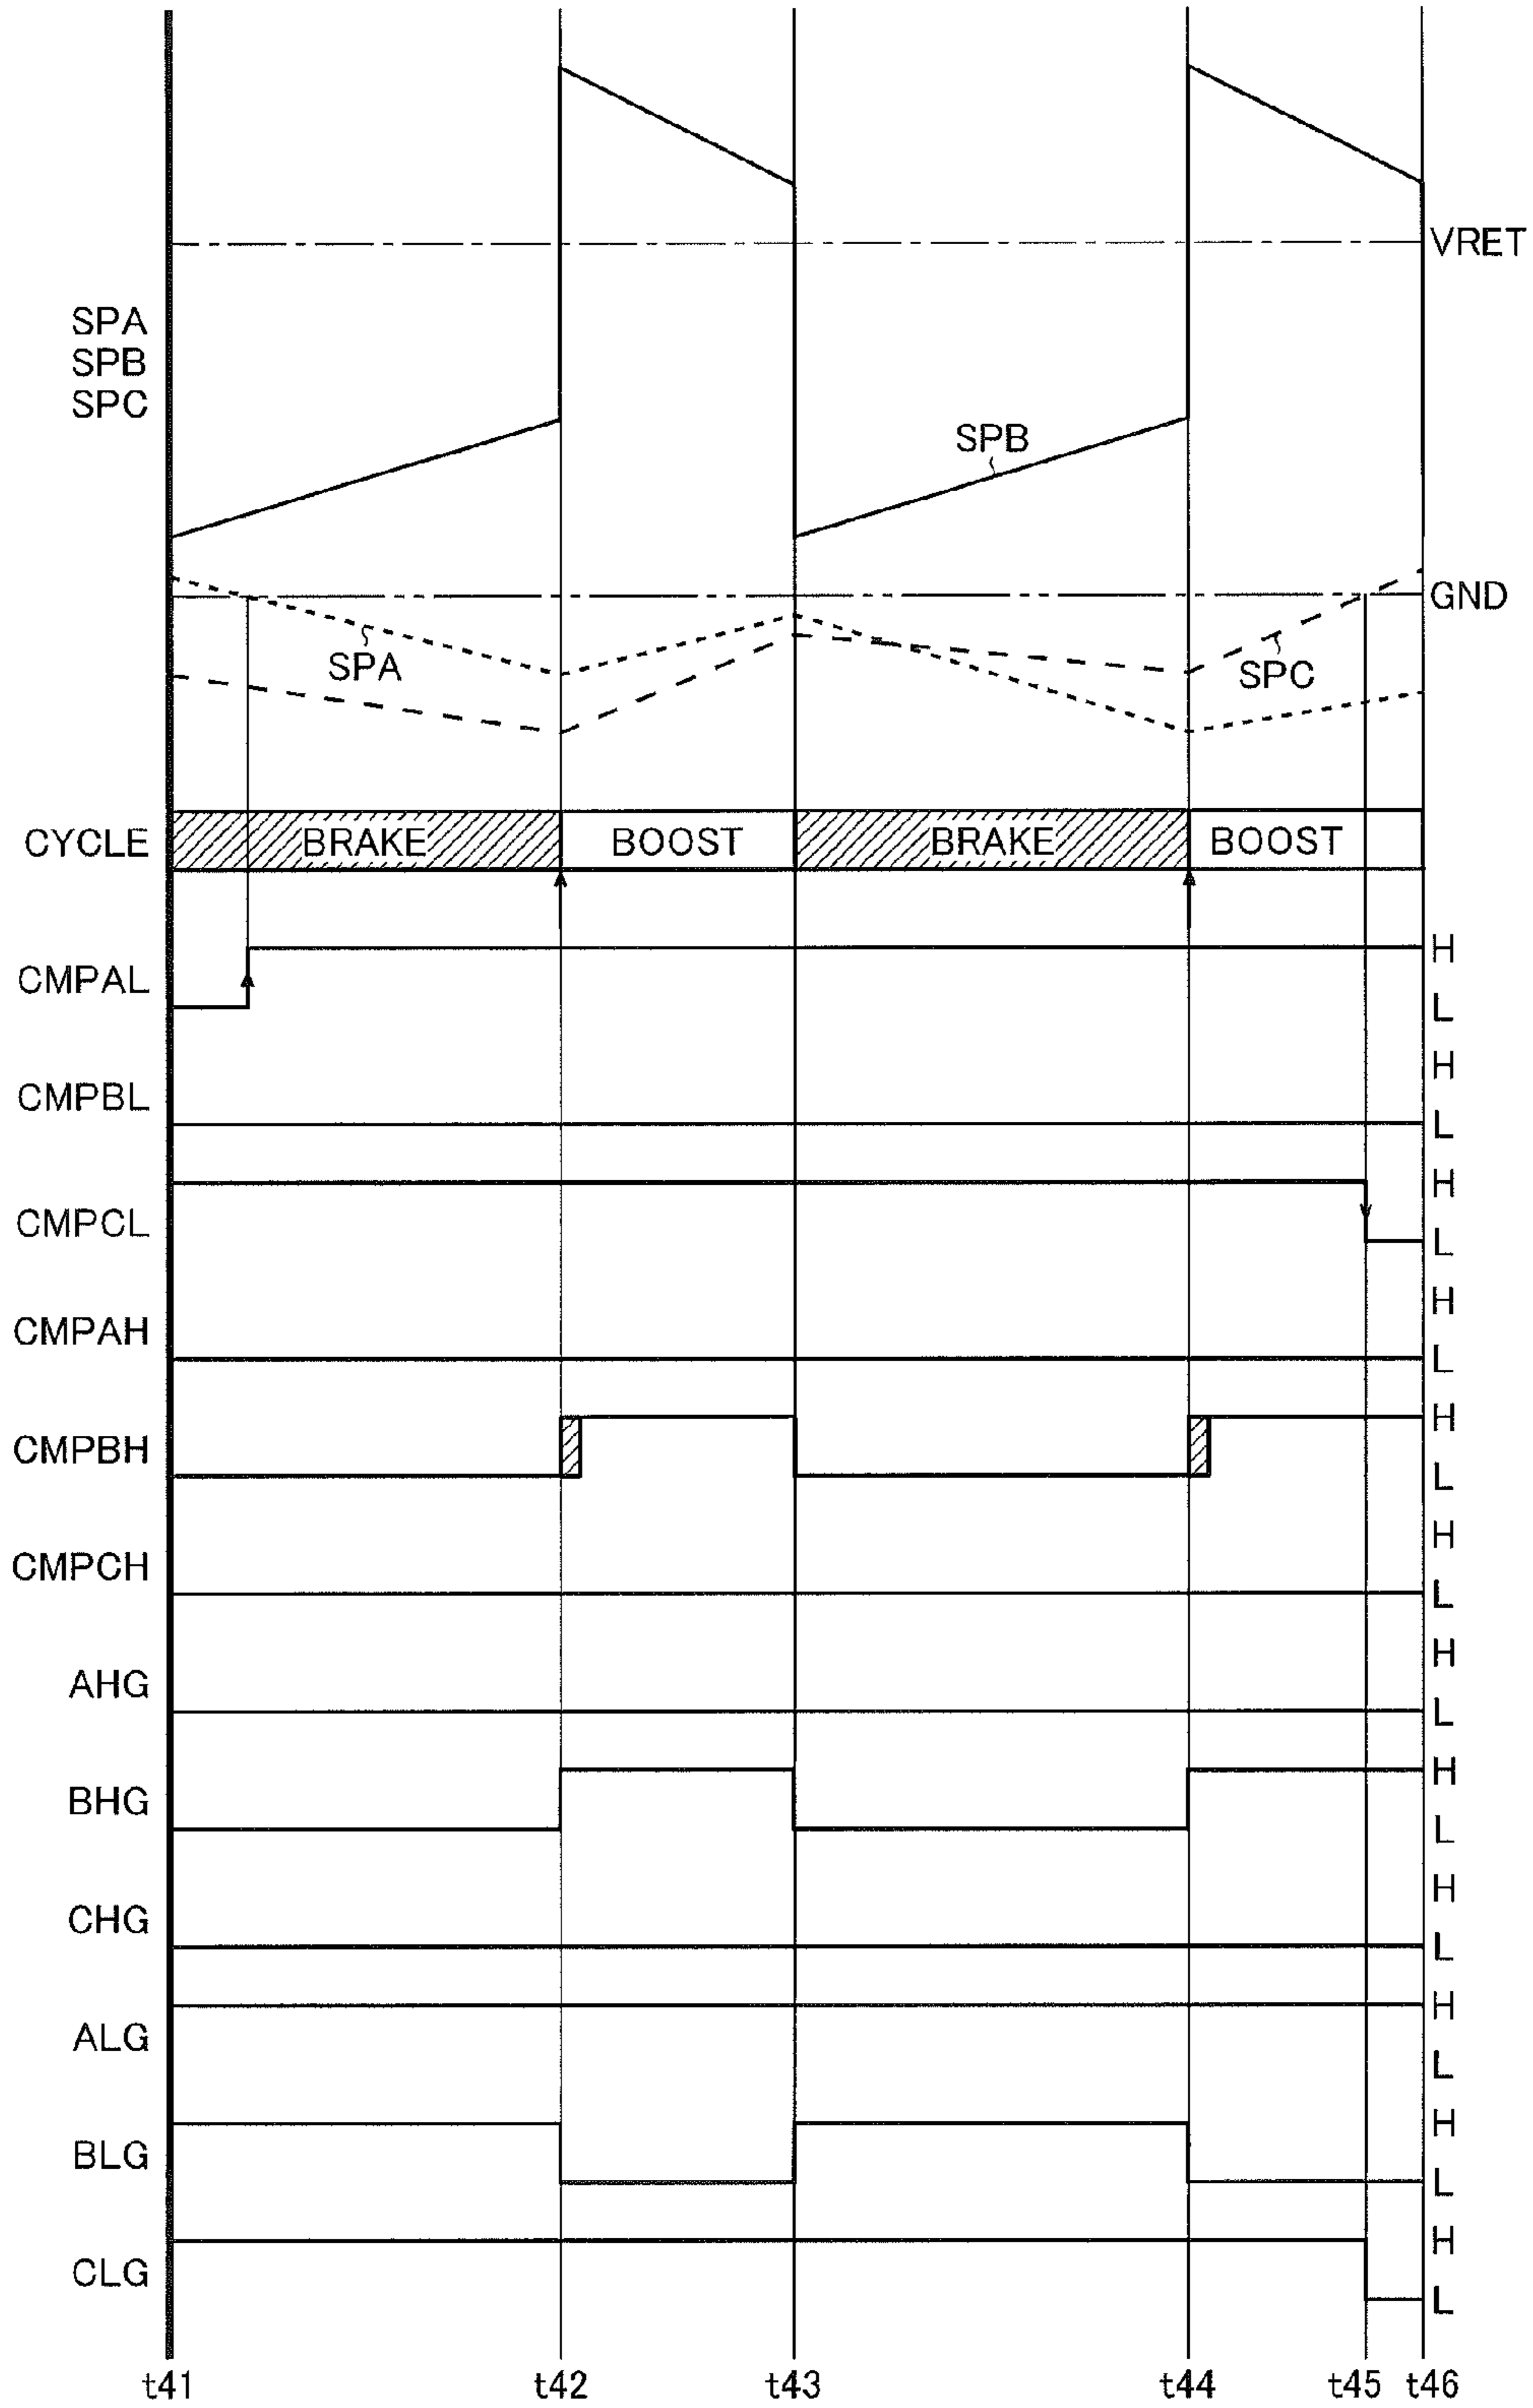 VRET
SPA
SPB
SPC
SPB
GND
SPA
SPC
CYCLE BRAKE BOOST BRAKE BOOST
H
CMPAL
L
H
CMPBL
L
H
CMPCL
L
H
CMPAH
L
H
CMPBH
L
H
CMPCH
L
H
AHG
L
H
BHG
L
H
CHG
L
H
ALG
L
H
BLG
L
H
CLG
L
t41 t42 t43 t44 t45 t46